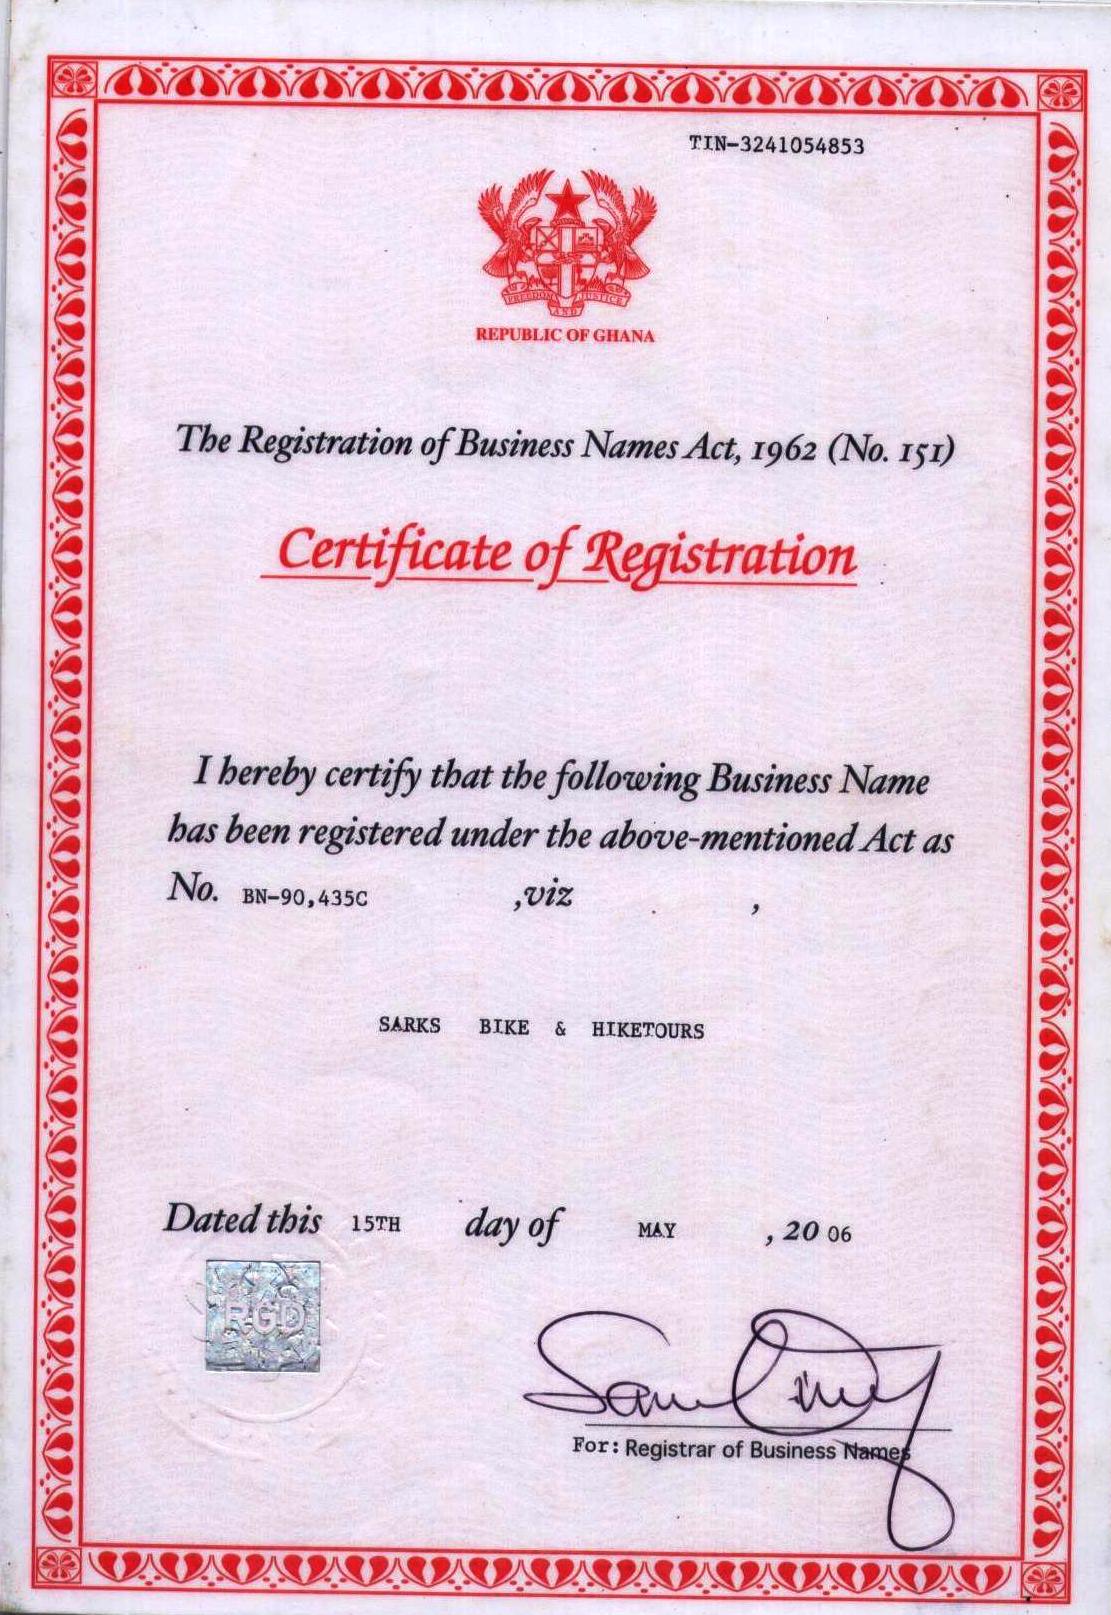 TIN-3241054853
FREEDOM AND JUSTICE
REPUBLIC OF GHANA
The Registration of Business Names Act, 1962 (No. 151)
Certificate of Registration
I hereby certify that the following Business Name
has been registered under the above-mentioned Act as
No. BN-90,435C ,viz ,
SARKS BIKE & HIKETOURS
Dated this 15TH day of MAY , 20 06
RGD
For: Registrar of Business Names